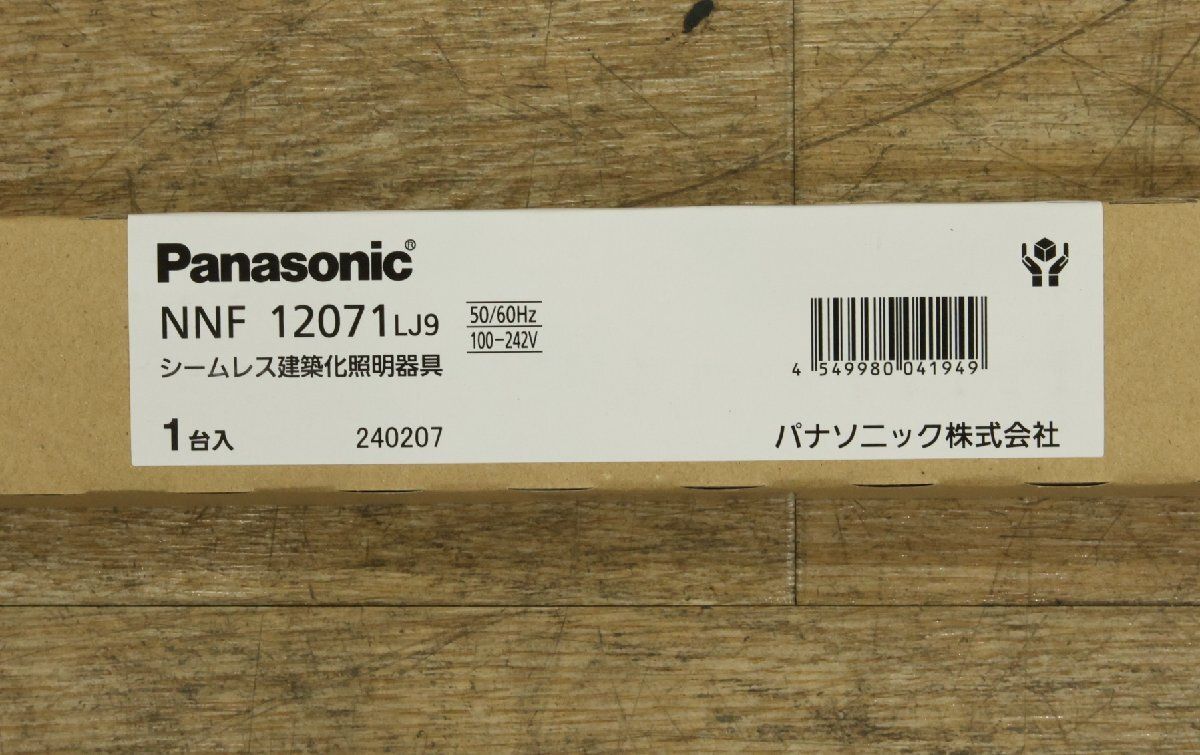 Panasonic®
NNF 12071LJ9
50/60Hz
100-242V
シームレス建築化照明器具
4 549980 041949
1台入 240207
パナソニック株式会社